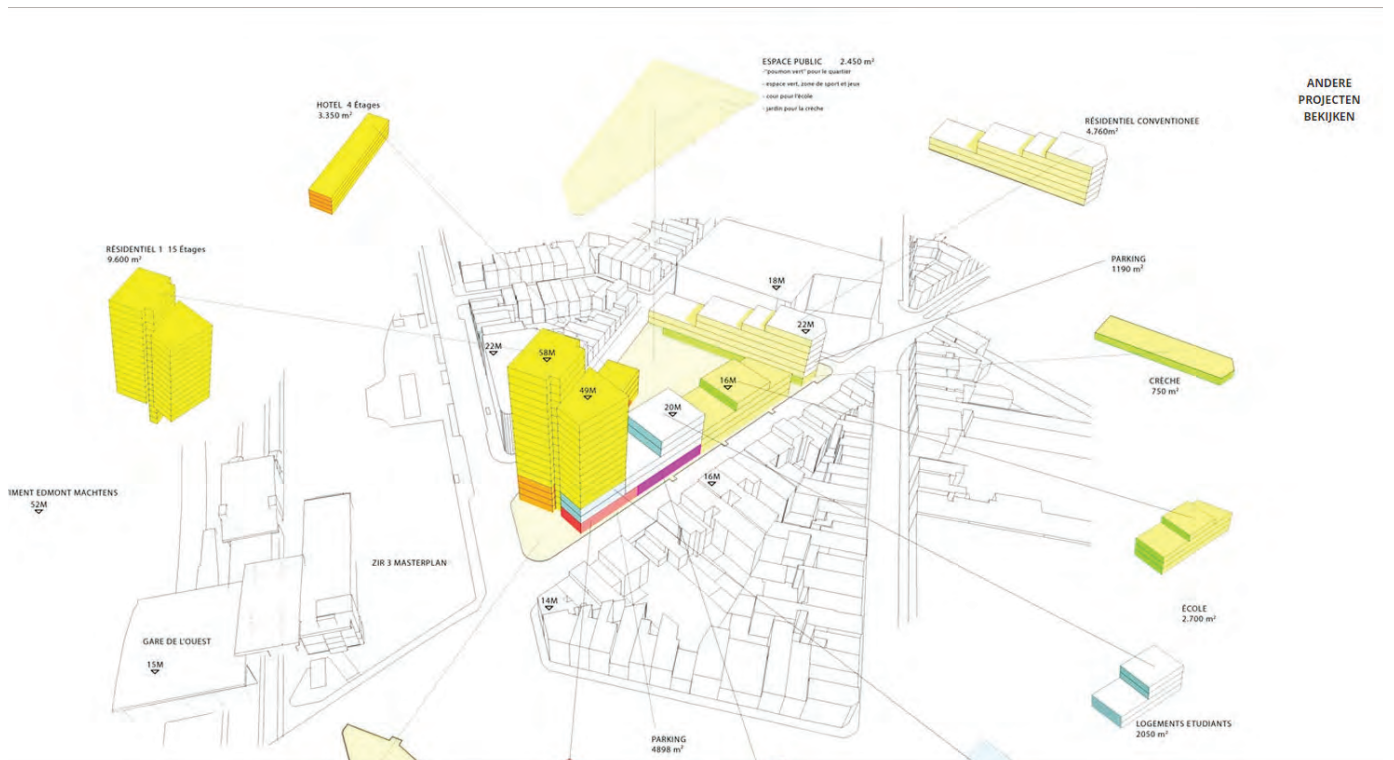 ESPACE PUBLIC 2.450 m²
-"poumon vert" pour le quartier
- espace vert, zone de sport et jeux
- cour pour l'école
- jardin pour la crèche
ANDERE
PROJECTEN
BEKIJKEN
HOTEL 4 Étages
3.350 m²
RÉSIDENTIEL CONVENTIONEE
4.760m²
RÉSIDENTIEL 1 15 Étages
9.600 m²
PARKING
1190 m²
18M
22M
22M
58M
49M
16M
20M
CRÈCHE
750 m²
16M
IMENT EDMONT MACHTENS
52M
ZIR 3 MASTERPLAN
14M
ÉCOLE
2.700 m²
GARE DE L'OUEST
15M
LOGEMENTS ETUDIANTS
2050 m²
PARKING
4898 m²